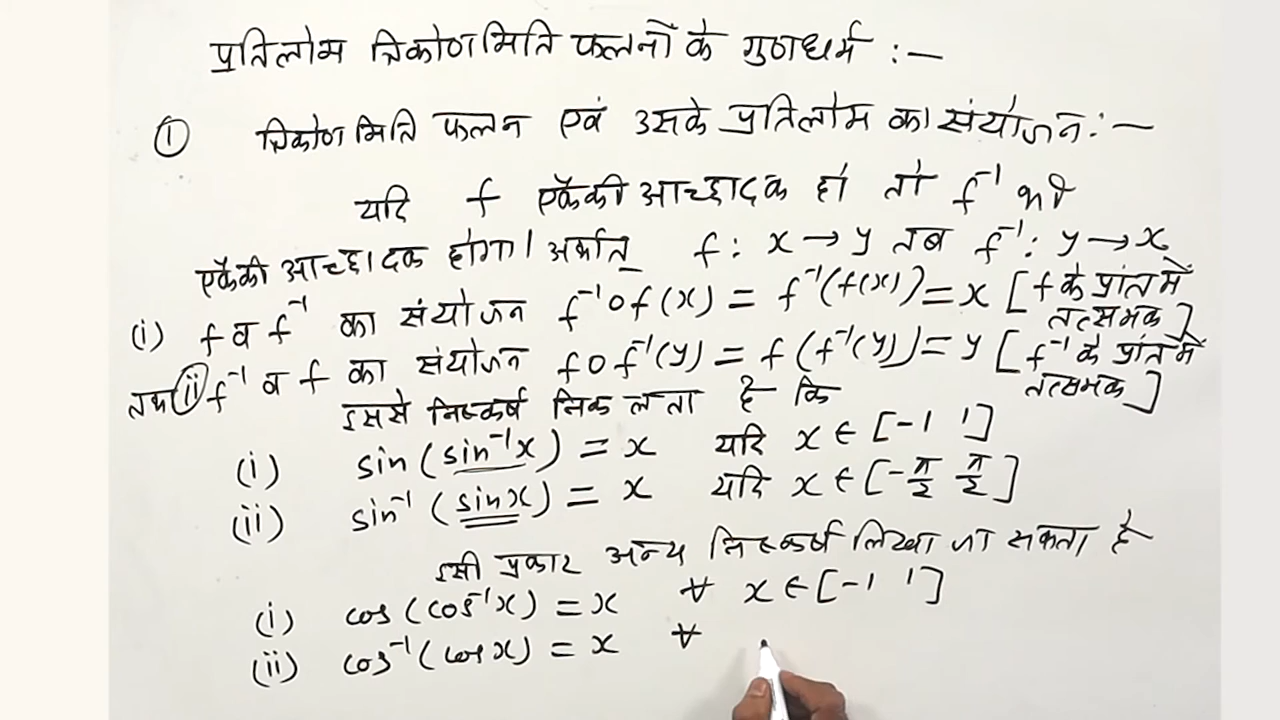 प्रतिलोम त्रिकोणमिति फलनों के गुणधर्म :—
① त्रिकोणमिति फलन एवं उसके प्रतिलोम का संयोजन :—
यदि f एकैकी आच्छादक हो तो f⁻¹ भी
एकैकी आच्छादक होगा। अर्थात् f : x → y तब f⁻¹ : y → x
(i) f व f⁻¹ का संयोजन f⁻¹of(x) = f⁻¹(f(x)) = x [f के प्रांत में तत्समक]
तथा (ii) f⁻¹ व f का संयोजन fof⁻¹(y) = f(f⁻¹(y)) = y [f⁻¹ के प्रांत में तत्समक]
इससे निष्कर्ष निकलता है कि
(i) sin(sin⁻¹x) = x यदि x ∈ [-1 1]
(ii) sin⁻¹(sinx) = x यदि x ∈ [-π/2 π/2]
इसी प्रकार अन्य निष्कर्ष लिखा जा सकता है
(i) cos(cos⁻¹x) = x ∀ x ∈ [-1 1]
(ii) cos⁻¹(cosx) = x ∀